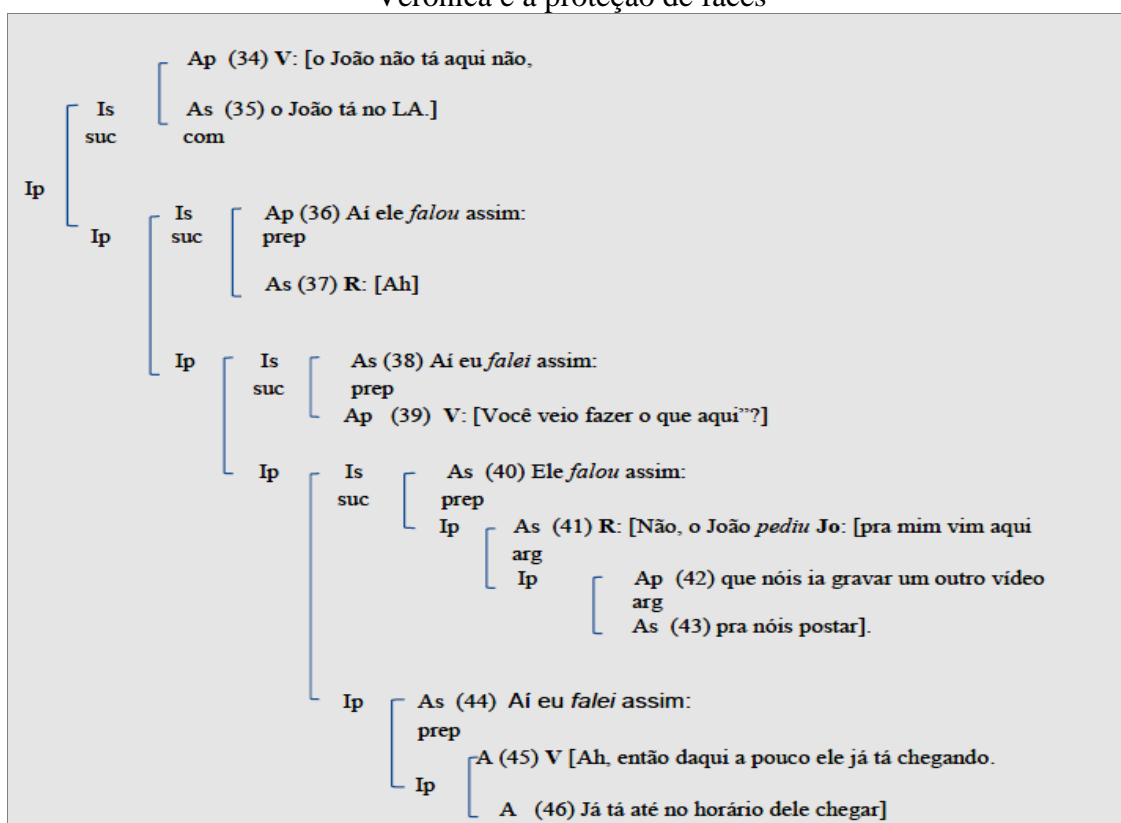 Verônica e a proteção de faces
Ap (34) V: [o João não tá aqui não,
Is As (35) o João tá no LA.]
suc com
Ip
Is Ap (36) Aí ele falou assim:
Ip suc prep
As (37) R: [Ah]
Ip Is As (38) Aí eu falei assim:
suc prep
Ap (39) V: [Você veio fazer o que aqui”?]
Ip Is As (40) Ele falou assim:
suc prep
Ip As (41) R: [Não, o João pediu Jo: [pra mim vim aqui
arg
Ip Ap (42) que nóis ia gravar um outro vídeo
arg
As (43) pra nóis postar].
Ip As (44) Aí eu falei assim:
prep
A (45) V [Ah, então daqui a pouco ele já tá chegando.
Ip
A (46) Já tá até no horário dele chegar]